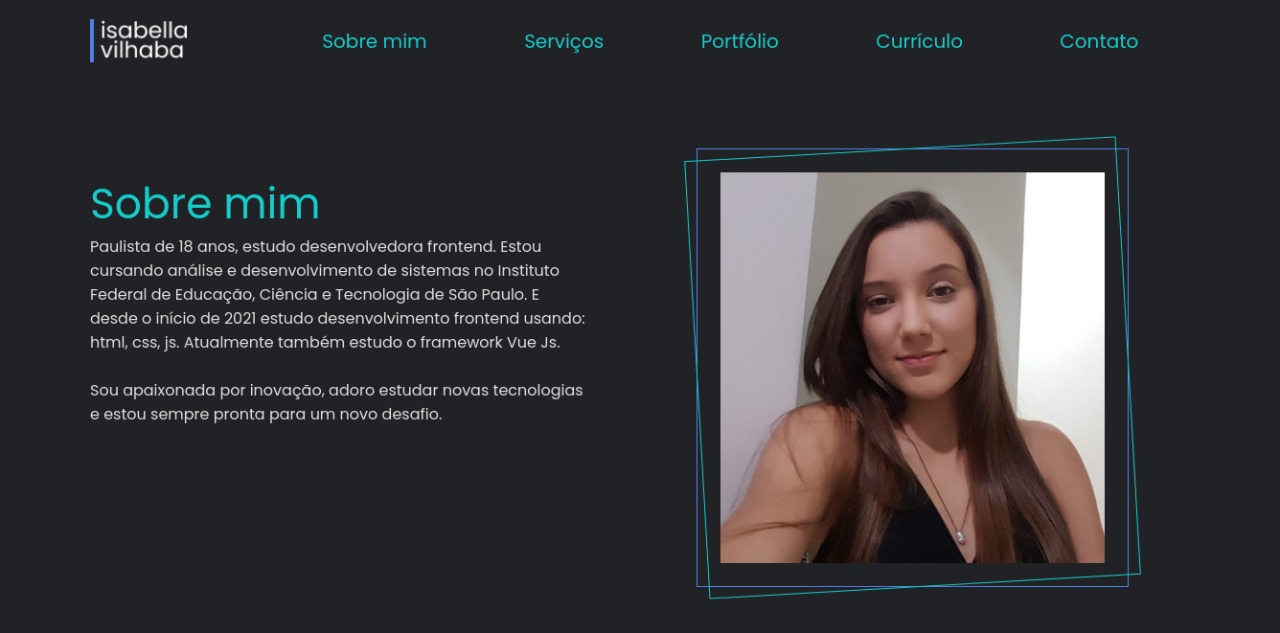 isabella
vilhaba
Sobre mim
Serviços
Portfólio
Currículo
Contato
Sobre mim
Paulista de 18 anos, estudo desenvolvedora frontend. Estou
cursando análise e desenvolvimento de sistemas no Instituto
Federal de Educação, Ciência e Tecnologia de São Paulo. E
desde o início de 2021 estudo desenvolvimento frontend usando:
html, css, js. Atualmente também estudo o framework Vue Js.
Sou apaixonada por inovação, adoro estudar novas tecnologias
e estou sempre pronta para um novo desafio.